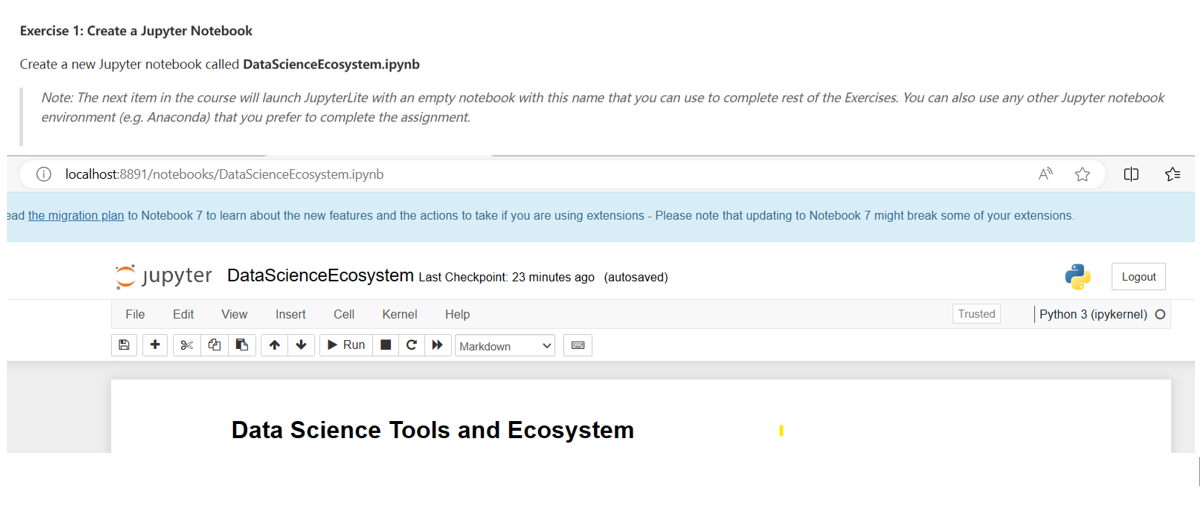 Exercise 1: Create a Jupyter Notebook
Create a new Jupyter notebook called DataScienceEcosystem.ipynb
Note: The next item in the course will launch JupyterLite with an empty notebook with this name that you can use to complete rest of the Exercises. You can also use any other Jupyter notebook
environment (e.g. Anaconda) that you prefer to complete the assignment.
localhost:8891/notebooks/DataScienceEcosystem.ipynb
ead the migration plan to Notebook 7 to learn about the new features and the actions to take if you are using extensions - Please note that updating to Notebook 7 might break some of your extensions.
jupyter DataScienceEcosystem Last Checkpoint: 23 minutes ago (autosaved) Logout
File Edit View Insert Cell Kernel Help Trusted Python 3 (ipykernel)
Run Markdown
Data Science Tools and Ecosystem